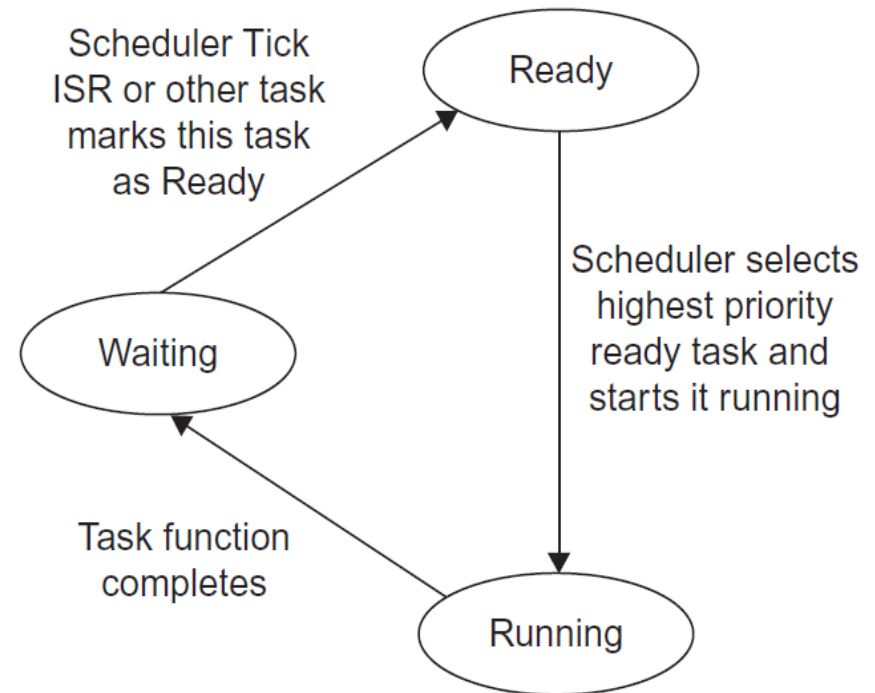 Scheduler Tick
ISR or other task
marks this task
as Ready
Ready
Scheduler selects
highest priority
ready task and
starts it running
Waiting
Task function
completes
Running